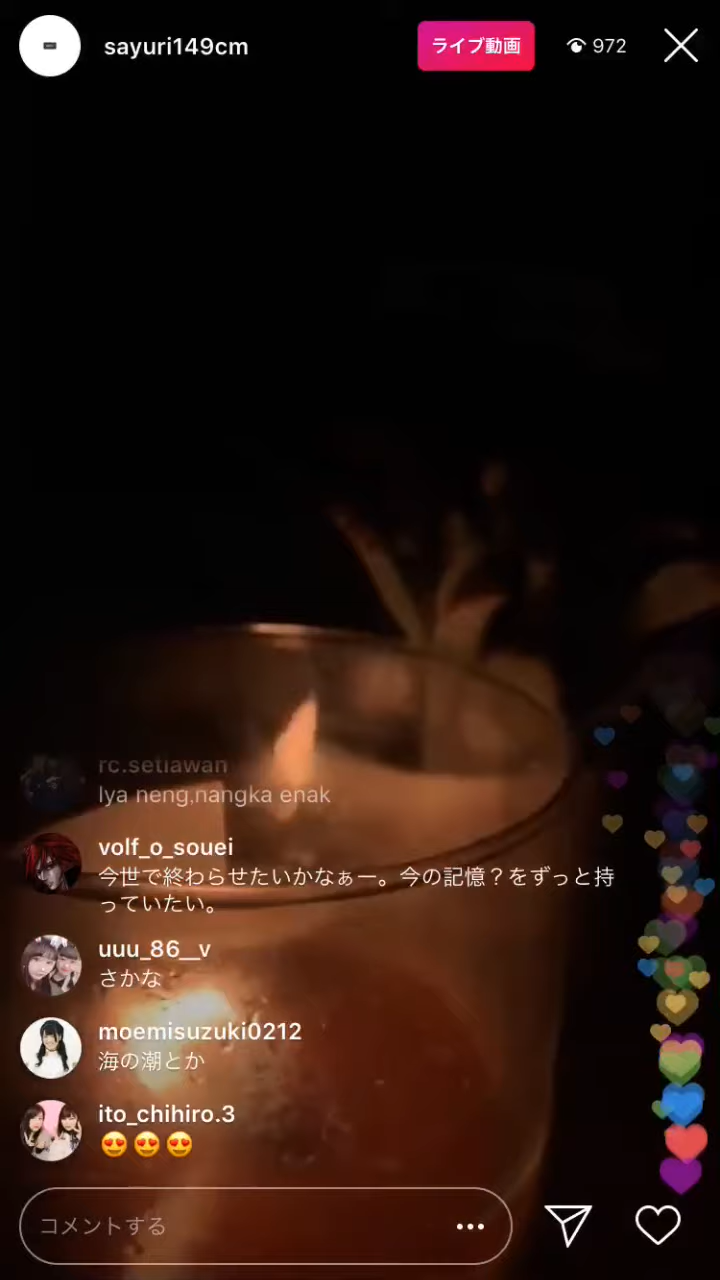 sayuri149cm
ライブ動画
972
rc.setiawan
Iya neng,nangka enak
volf_o_souei
今世で終わらせたいかなぁー。今の記憶？をずっと持
っていたい。
uuu_86__v
さかな
moemisuzuki0212
海の潮とか
ito_chihiro.3
😍😍😍
コメントする